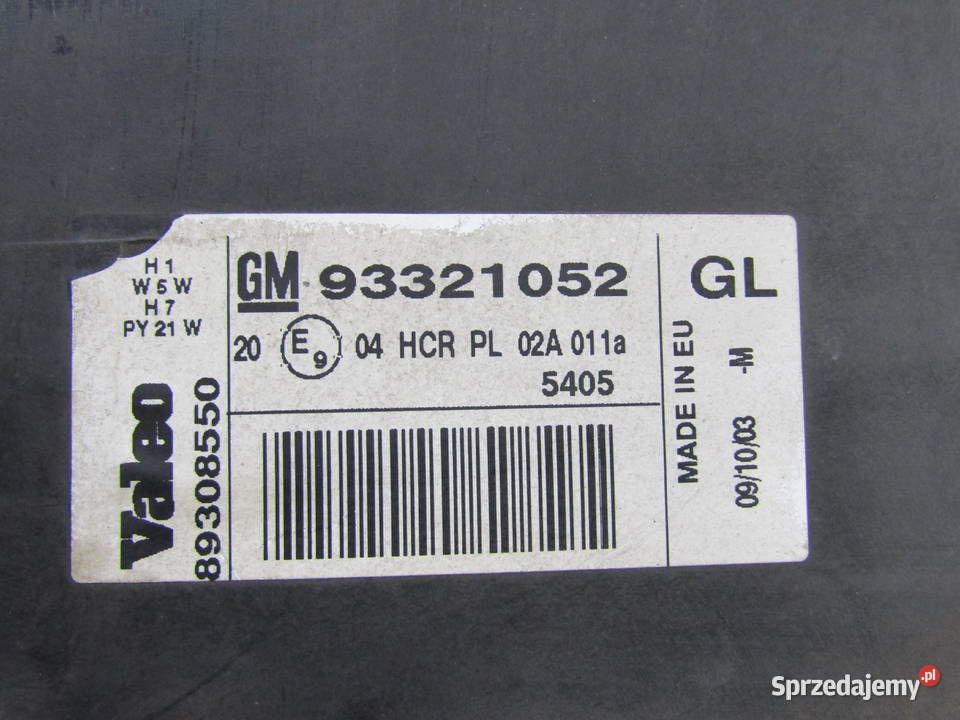 H 1
W 5 W
H 7
PY 21 W
Valeo
89308550
GM 93321052
20 E9 04 HCR PL 02A 011a
5405
GL
MADE IN EU
-M
09/10/03
Sprzedajemy.pl